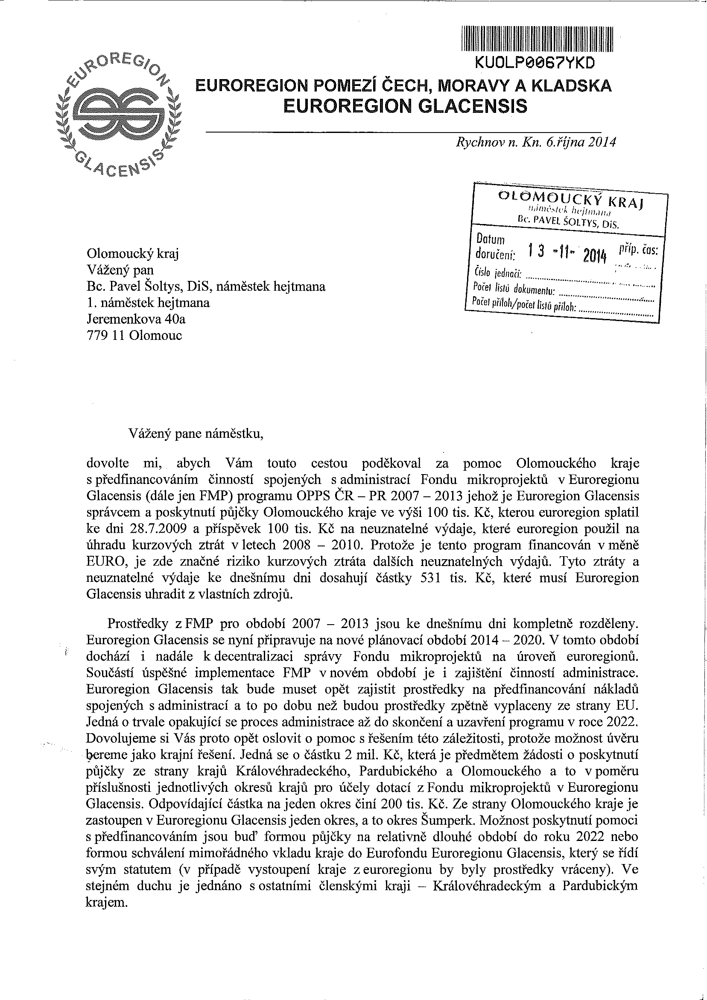 KUOLP0067YKD
EUROREGION
GLACENSIS
EUROREGION POMEZÍ ČECH, MORAVY A KLADSKA
EUROREGION GLACENSIS
Rychnov n. Kn. 6.října 2014
OLOMOUCKÝ KRAJ
náměstek hejtmana
Bc. PAVEL ŠOLTYS, DiS.
Datum
doručení: 13 -11- 2014 příp. čas:
Číslo jednací:
Počet listů dokumentu:
Počet příloh/počet listů příloh:
Olomoucký kraj
Vážený pan
Bc. Pavel Šoltys, DiS, náměstek hejtmana
1. náměstek hejtmana
Jeremenkova 40a
779 11 Olomouc
Vážený pane náměstku,
dovolte mi, abych Vám touto cestou poděkoval za pomoc Olomouckého kraje
s předfinancováním činností spojených s administrací Fondu mikroprojektů v Euroregionu
Glacensis (dále jen FMP) programu OPPS ČR – PR 2007 – 2013 jehož je Euroregion Glacensis
správcem a poskytnutí půjčky Olomouckého kraje ve výši 100 tis. Kč, kterou euroregion splatil
ke dni 28.7.2009 a příspěvek 100 tis. Kč na neuznatelné výdaje, které euroregion použil na
úhradu kurzových ztrát v letech 2008 – 2010. Protože je tento program financován v měně
EURO, je zde značné riziko kurzových ztráta dalších neuznatelných výdajů. Tyto ztráty a
neuznatelné výdaje ke dnešnímu dni dosahují částky 531 tis. Kč, které musí Euroregion
Glacensis uhradit z vlastních zdrojů.
Prostředky z FMP pro období 2007 – 2013 jsou ke dnešnímu dni kompletně rozděleny.
Euroregion Glacensis se nyní připravuje na nové plánovací období 2014 – 2020. V tomto období
dochází i nadále k decentralizaci správy Fondu mikroprojektů na úroveň euroregionů.
Součástí úspěšné implementace FMP v novém období je i zajištění činností administrace.
Euroregion Glacensis tak bude muset opět zajistit prostředky na předfinancování nákladů
spojených s administrací a to po dobu než budou prostředky zpětně vyplaceny ze strany EU.
Jedná o trvale opakující se proces administrace až do skončení a uzavření programu v roce 2022.
Dovolujeme si Vás proto opět oslovit o pomoc s řešením této záležitosti, protože možnost úvěru
bereme jako krajní řešení. Jedná se o částku 2 mil. Kč, která je předmětem žádosti o poskytnutí
půjčky ze strany krajů Královéhradeckého, Pardubického a Olomouckého a to v poměru
příslušnosti jednotlivých okresů krajů pro účely dotací z Fondu mikroprojektů v Euroregionu
Glacensis. Odpovídající částka na jeden okres činí 200 tis. Kč. Ze strany Olomouckého kraje je
zastoupen v Euroregionu Glacensis jeden okres, a to okres Šumperk. Možnost poskytnutí pomoci
s předfinancováním jsou buď formou půjčky na relativně dlouhé období do roku 2022 nebo
formou schválení mimořádného vkladu kraje do Eurofondu Euroregionu Glacensis, který se řídí
svým statutem (v případě vystoupení kraje z euroregionu by byly prostředky vráceny). Ve
stejném duchu je jednáno s ostatními členskými kraji – Královéhradeckým a Pardubickým
krajem.